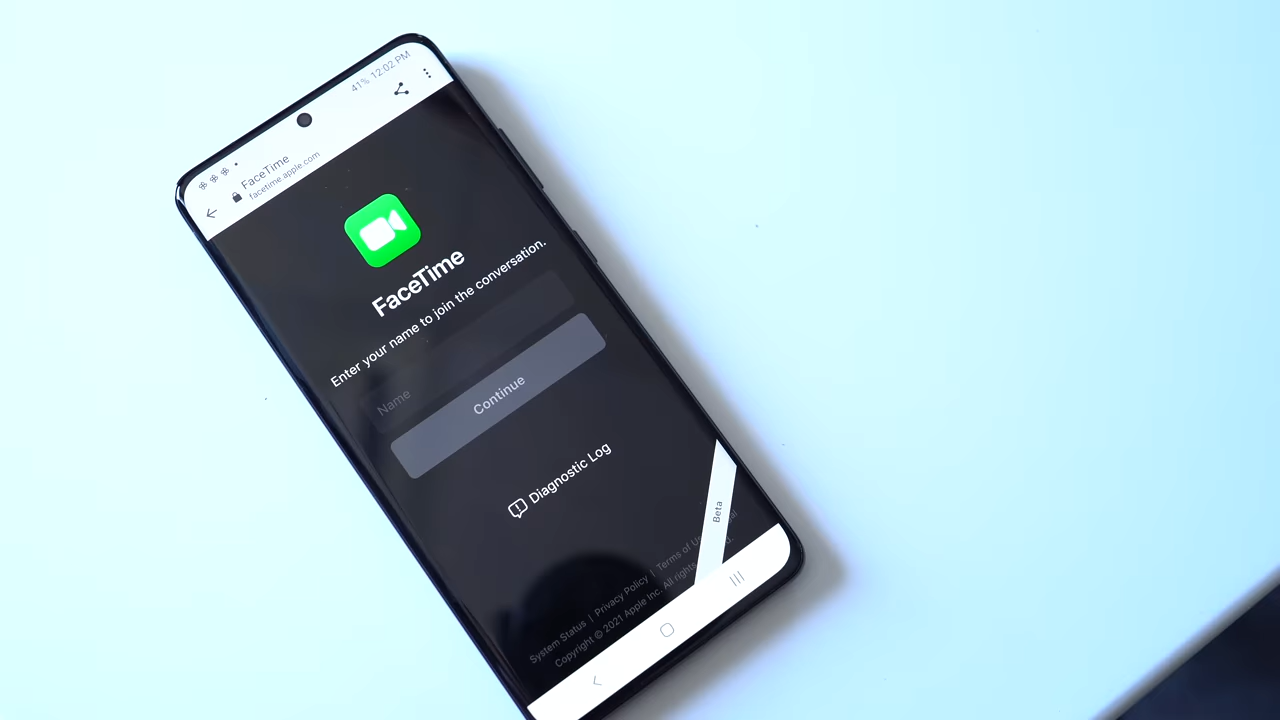 41% 12:02 PM
FaceTime
facetime.apple.com
FaceTime
Enter your name to join the conversation.
Name
Continue
Diagnostic Log
Beta
System Status | Privacy Policy | Terms of
Copyright © 2021 Apple Inc. All rights